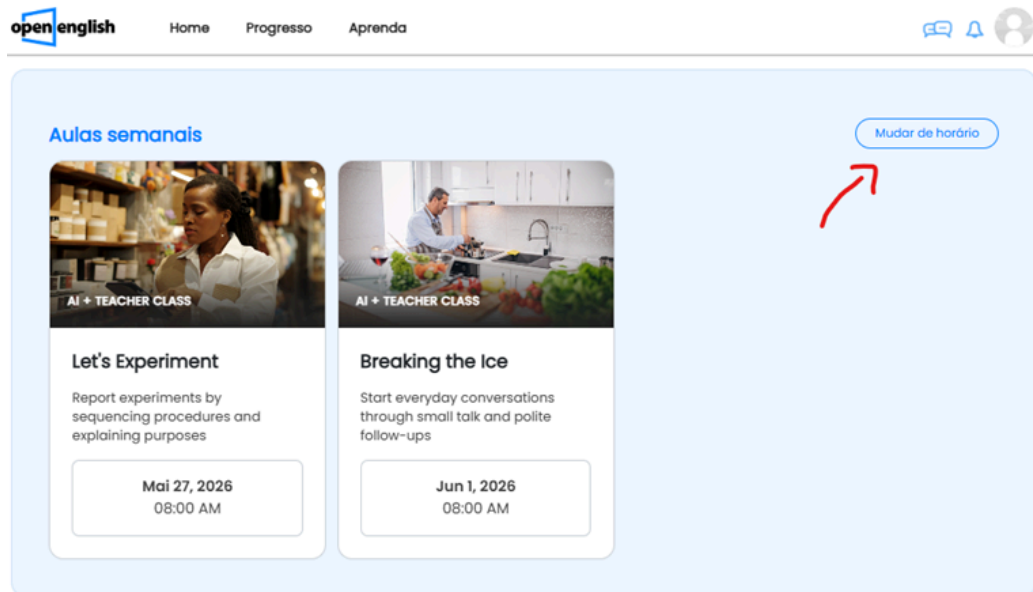 open english
Home Progresso Aprenda
Aulas semanais
Mudar de horário
AI + TEACHER CLASS
Let's Experiment
Report experiments by
sequencing procedures and
explaining purposes
Mai 27, 2026
08:00 AM
AI + TEACHER CLASS
Breaking the Ice
Start everyday conversations
through small talk and polite
follow-ups
Jun 1, 2026
08:00 AM